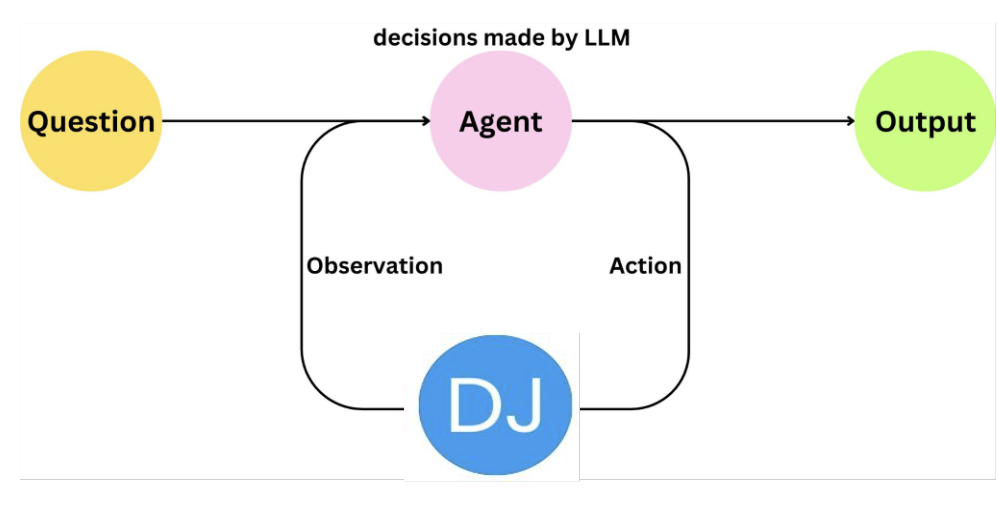 decisions made by LLM
Question
Agent
Output
Observation
Action
DJ